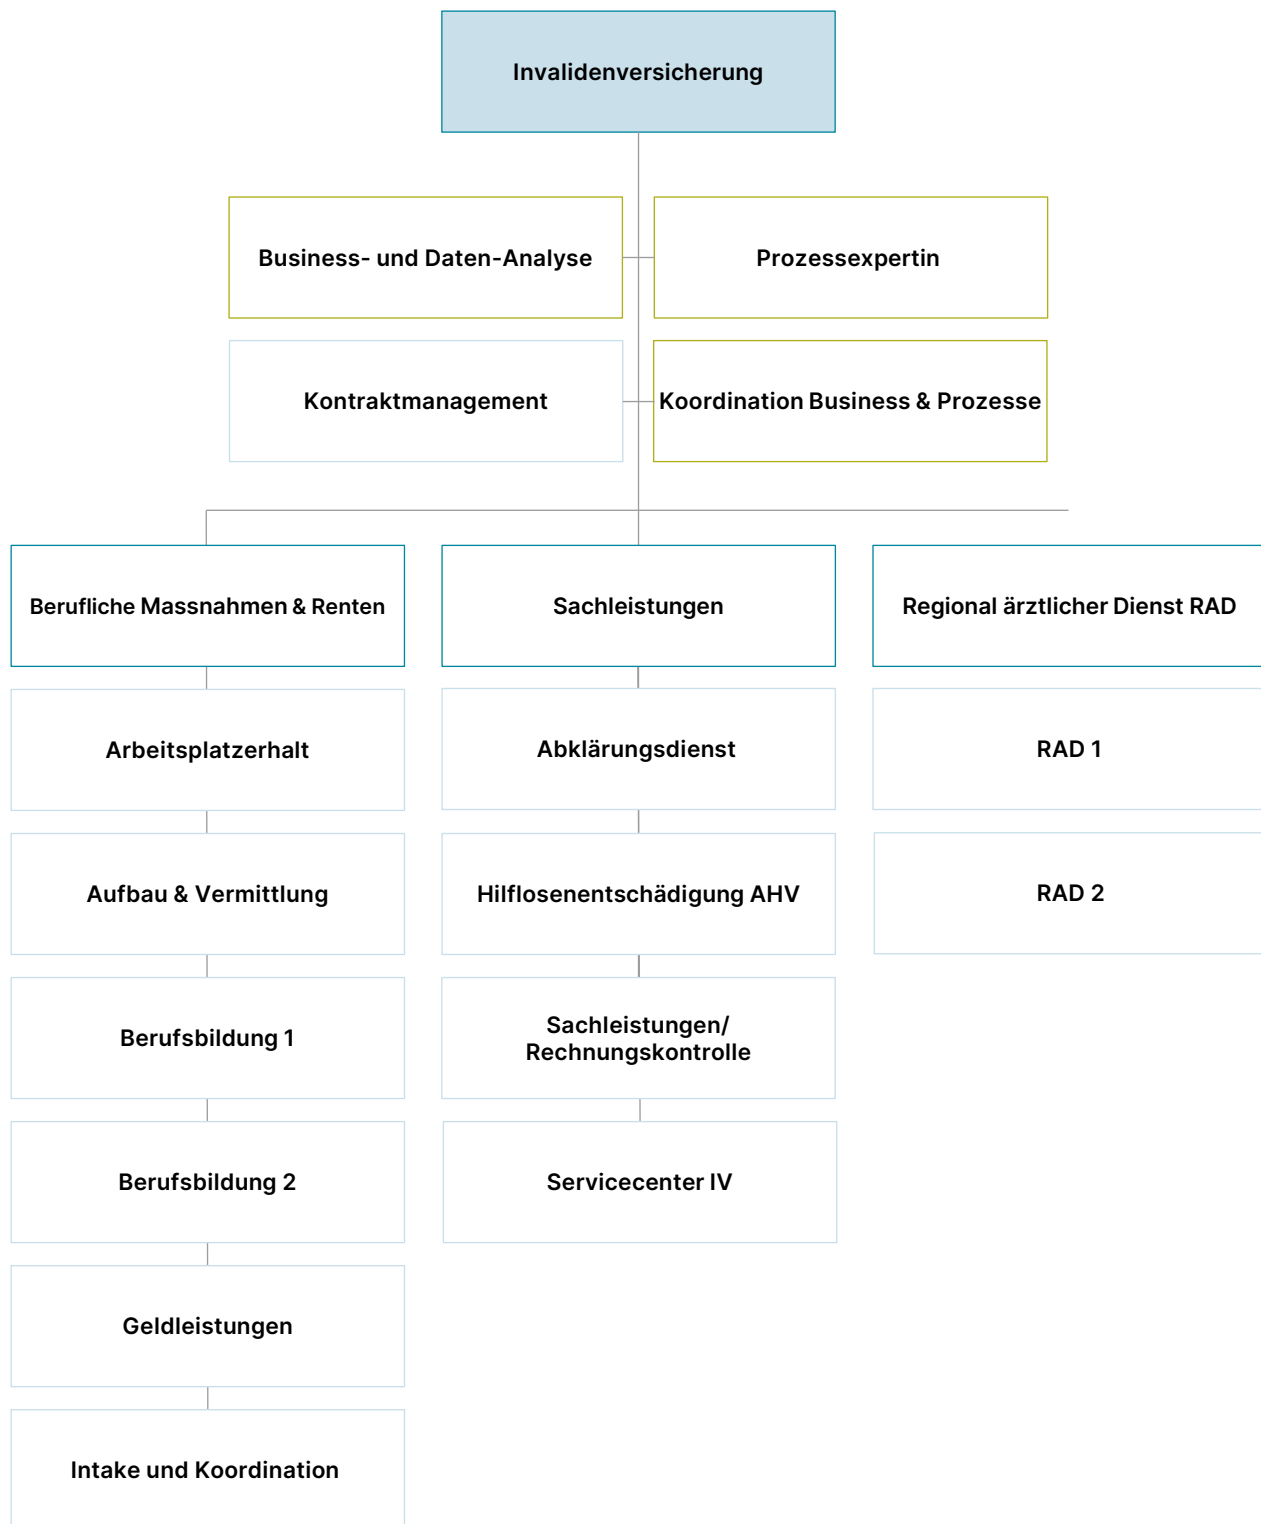 Invalidenversicherung
Business- und Daten-Analyse
Prozessexpertin
Kontraktmanagement
Koordination Business & Prozesse
Berufliche Massnahmen & Renten
Sachleistungen
Regional ärztlicher Dienst RAD
Arbeitsplatzerhalt
Abklärungsdienst
RAD 1
Aufbau & Vermittlung
Hilflosenentschädigung AHV
RAD 2
Berufsbildung 1
Sachleistungen/
Rechnungskontrolle
Berufsbildung 2
Servicecenter IV
Geldleistungen
Intake und Koordination